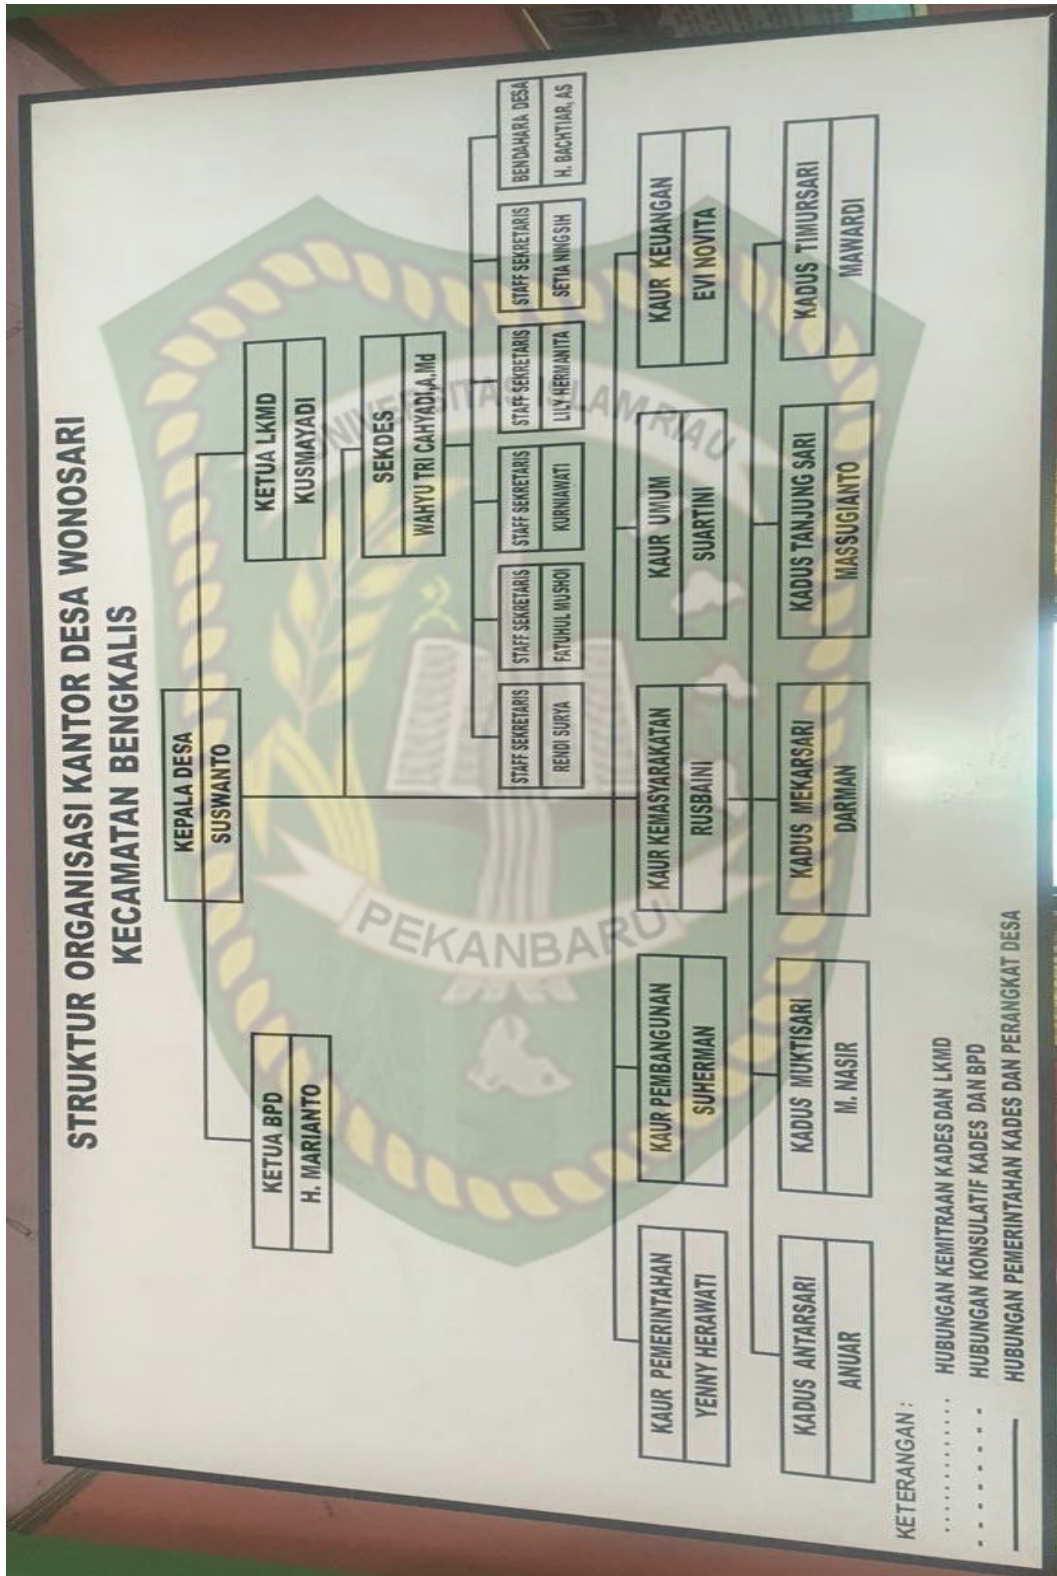 STRUKTUR ORGANISASI KANTOR DESA WONOSARI
KECAMATAN BENGKALIS
KEPALA DESA
SUSWANTO
KETUA BPD
H. MARIANTO
KETUA LKMD
KUSMAYADI
SEKDES
WAHYU TRI CAHYADI,A.Md
STAFF SEKRETARIS
RENDI SURYA
STAFF SEKRETARIS
FATUHUL MUSHOI
STAFF SEKRETARIS
KURNIAWATI
STAFF SEKRETARIS
LILY HERMANITA
STAFF SEKRETARIS
SETIA NINGSIH
BENDAHARA DESA
H. BACHTIAR, AS
KAUR PEMERINTAHAN
YENNY HERAWATI
KAUR PEMBANGUNAN
SUHERMAN
KAUR KEMASYARAKATAN
RUSBAINI
KAUR UMUM
SUARTINI
KAUR KEUANGAN
EVI NOVITA
KADUS ANTARSARI
ANUAR
KADUS MUKTISARI
M. NASIR
KADUS MEKARSARI
DARMAN
KADUS TANJUNG SARI
MASSUGIANTO
KADUS TIMURSARI
MAWARDI
KETERANGAN :
HUBUNGAN KEMITRAAN KADES DAN LKMD
HUBUNGAN KONSULATIF KADES DAN BPD
HUBUNGAN PEMERINTAHAN KADES DAN PERANGKAT DESA
UNIVERSITAS ISLAM RIAU
PEKANBARU